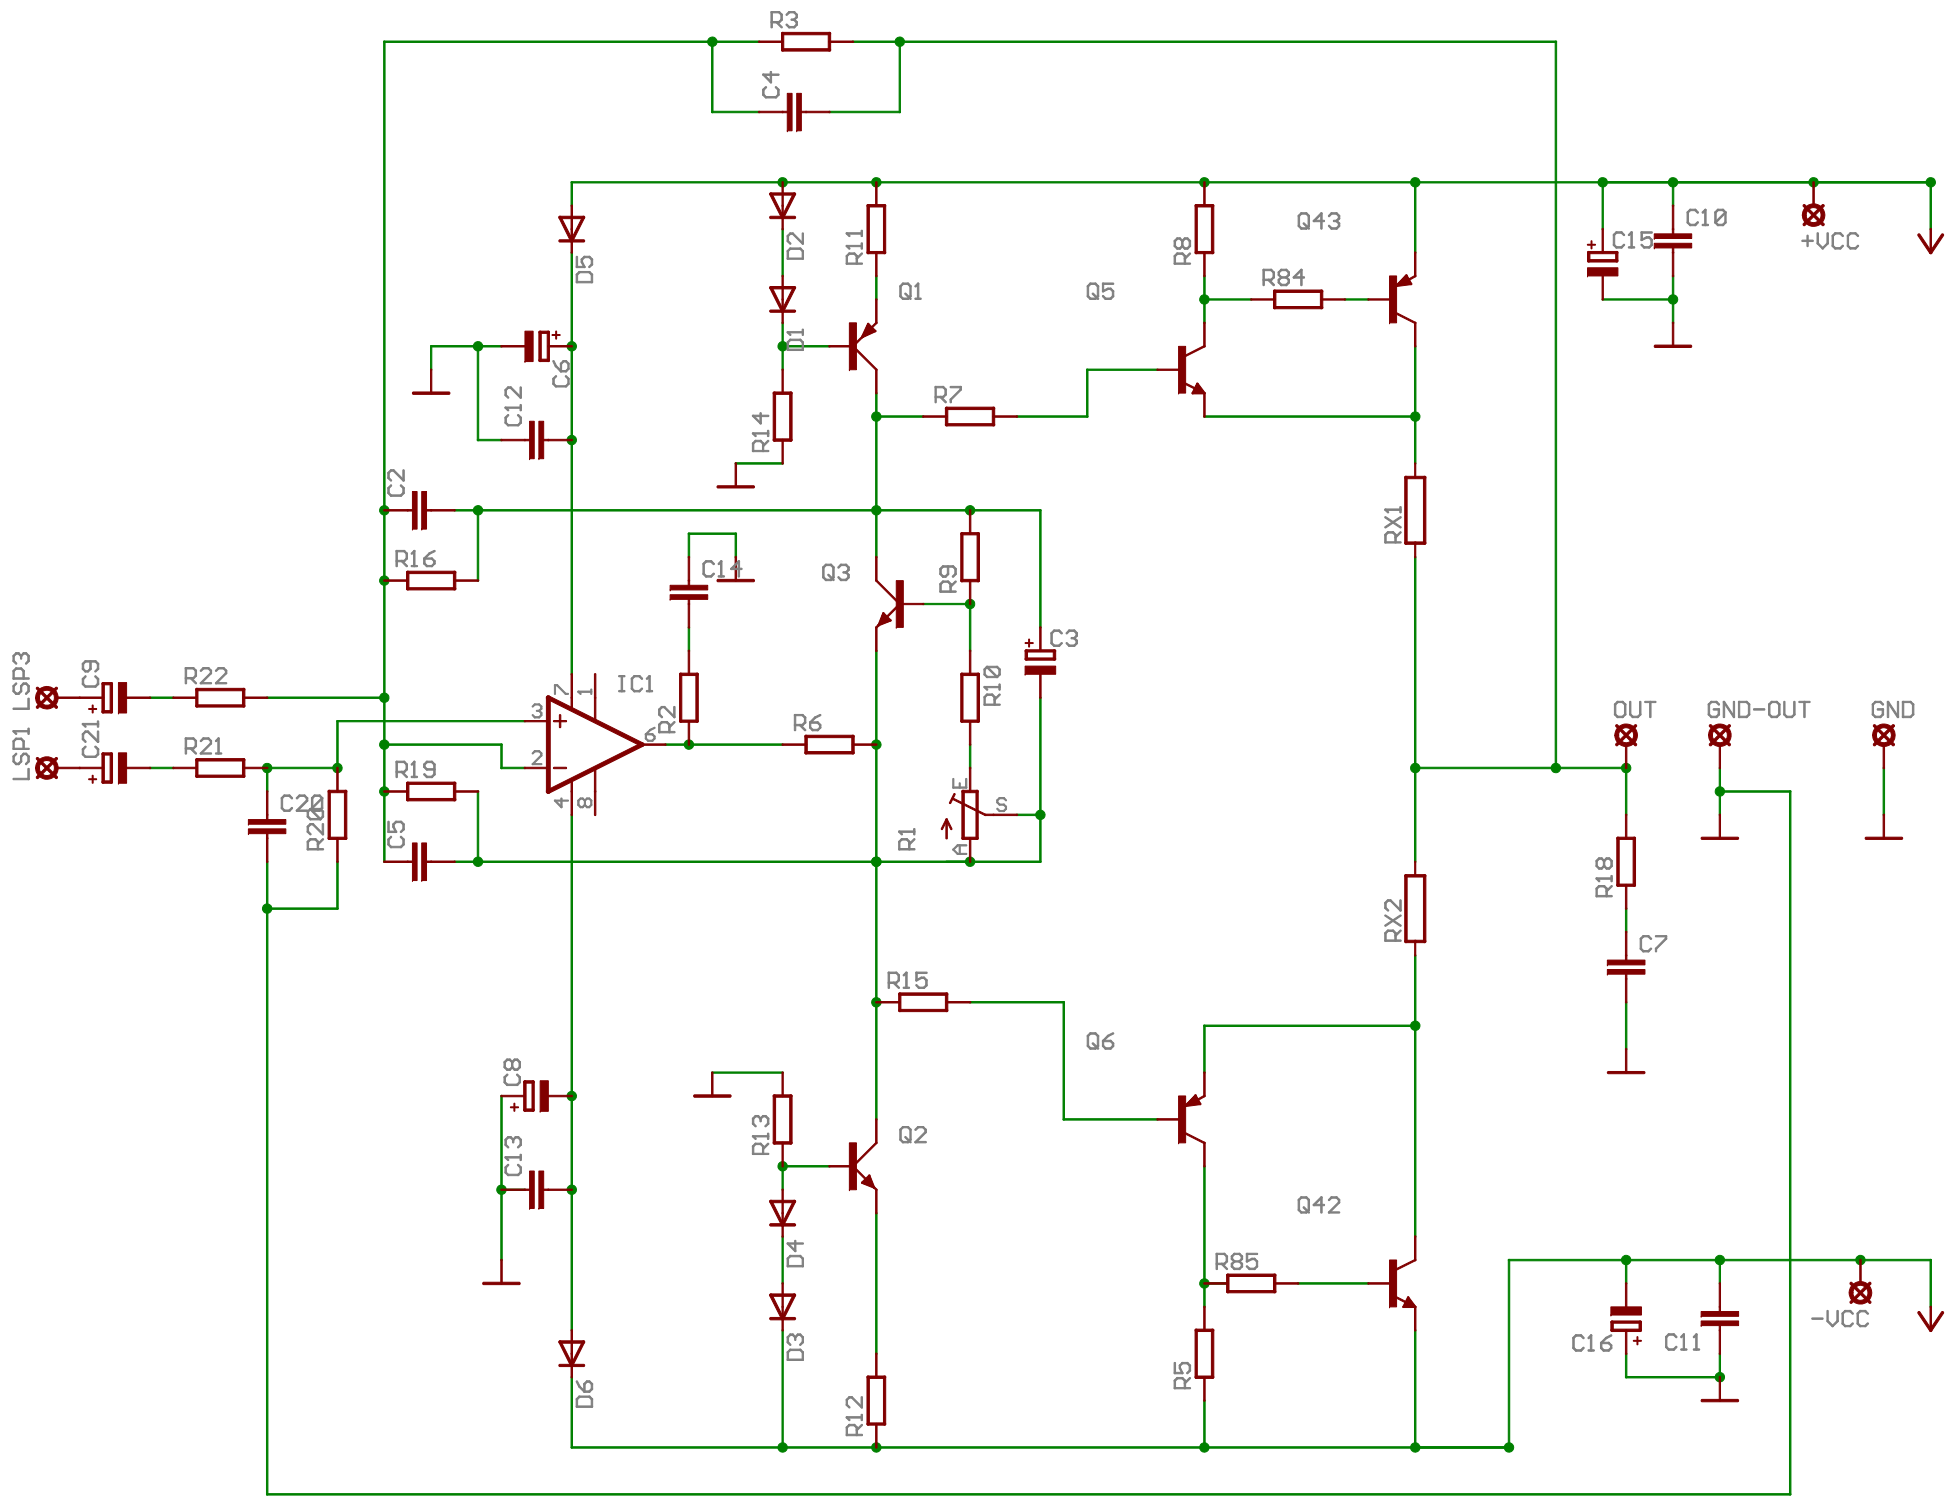 R3
C4
D5
D2
R11
Q1
Q5
R8
Q43
R84
C15
C10
+VCC
+
+
C6
D1
C12
R14
R7
C2
R16
C14
Q3
R9
RX1
+
C3
LSP3
C9
+
R22
7
1
IC1
R2
R6
R10
3
+
6
OUT
GND-OUT
GND
LSP1
C21
+
R21
2
−
R19
4
8
E
S
A
R1
C20
R20
C5
R18
RX2
C7
R15
Q6
C8
+
C13
R13
Q2
Q42
D4
R85
D3
D6
R12
R5
C16
+
C11
-VCC